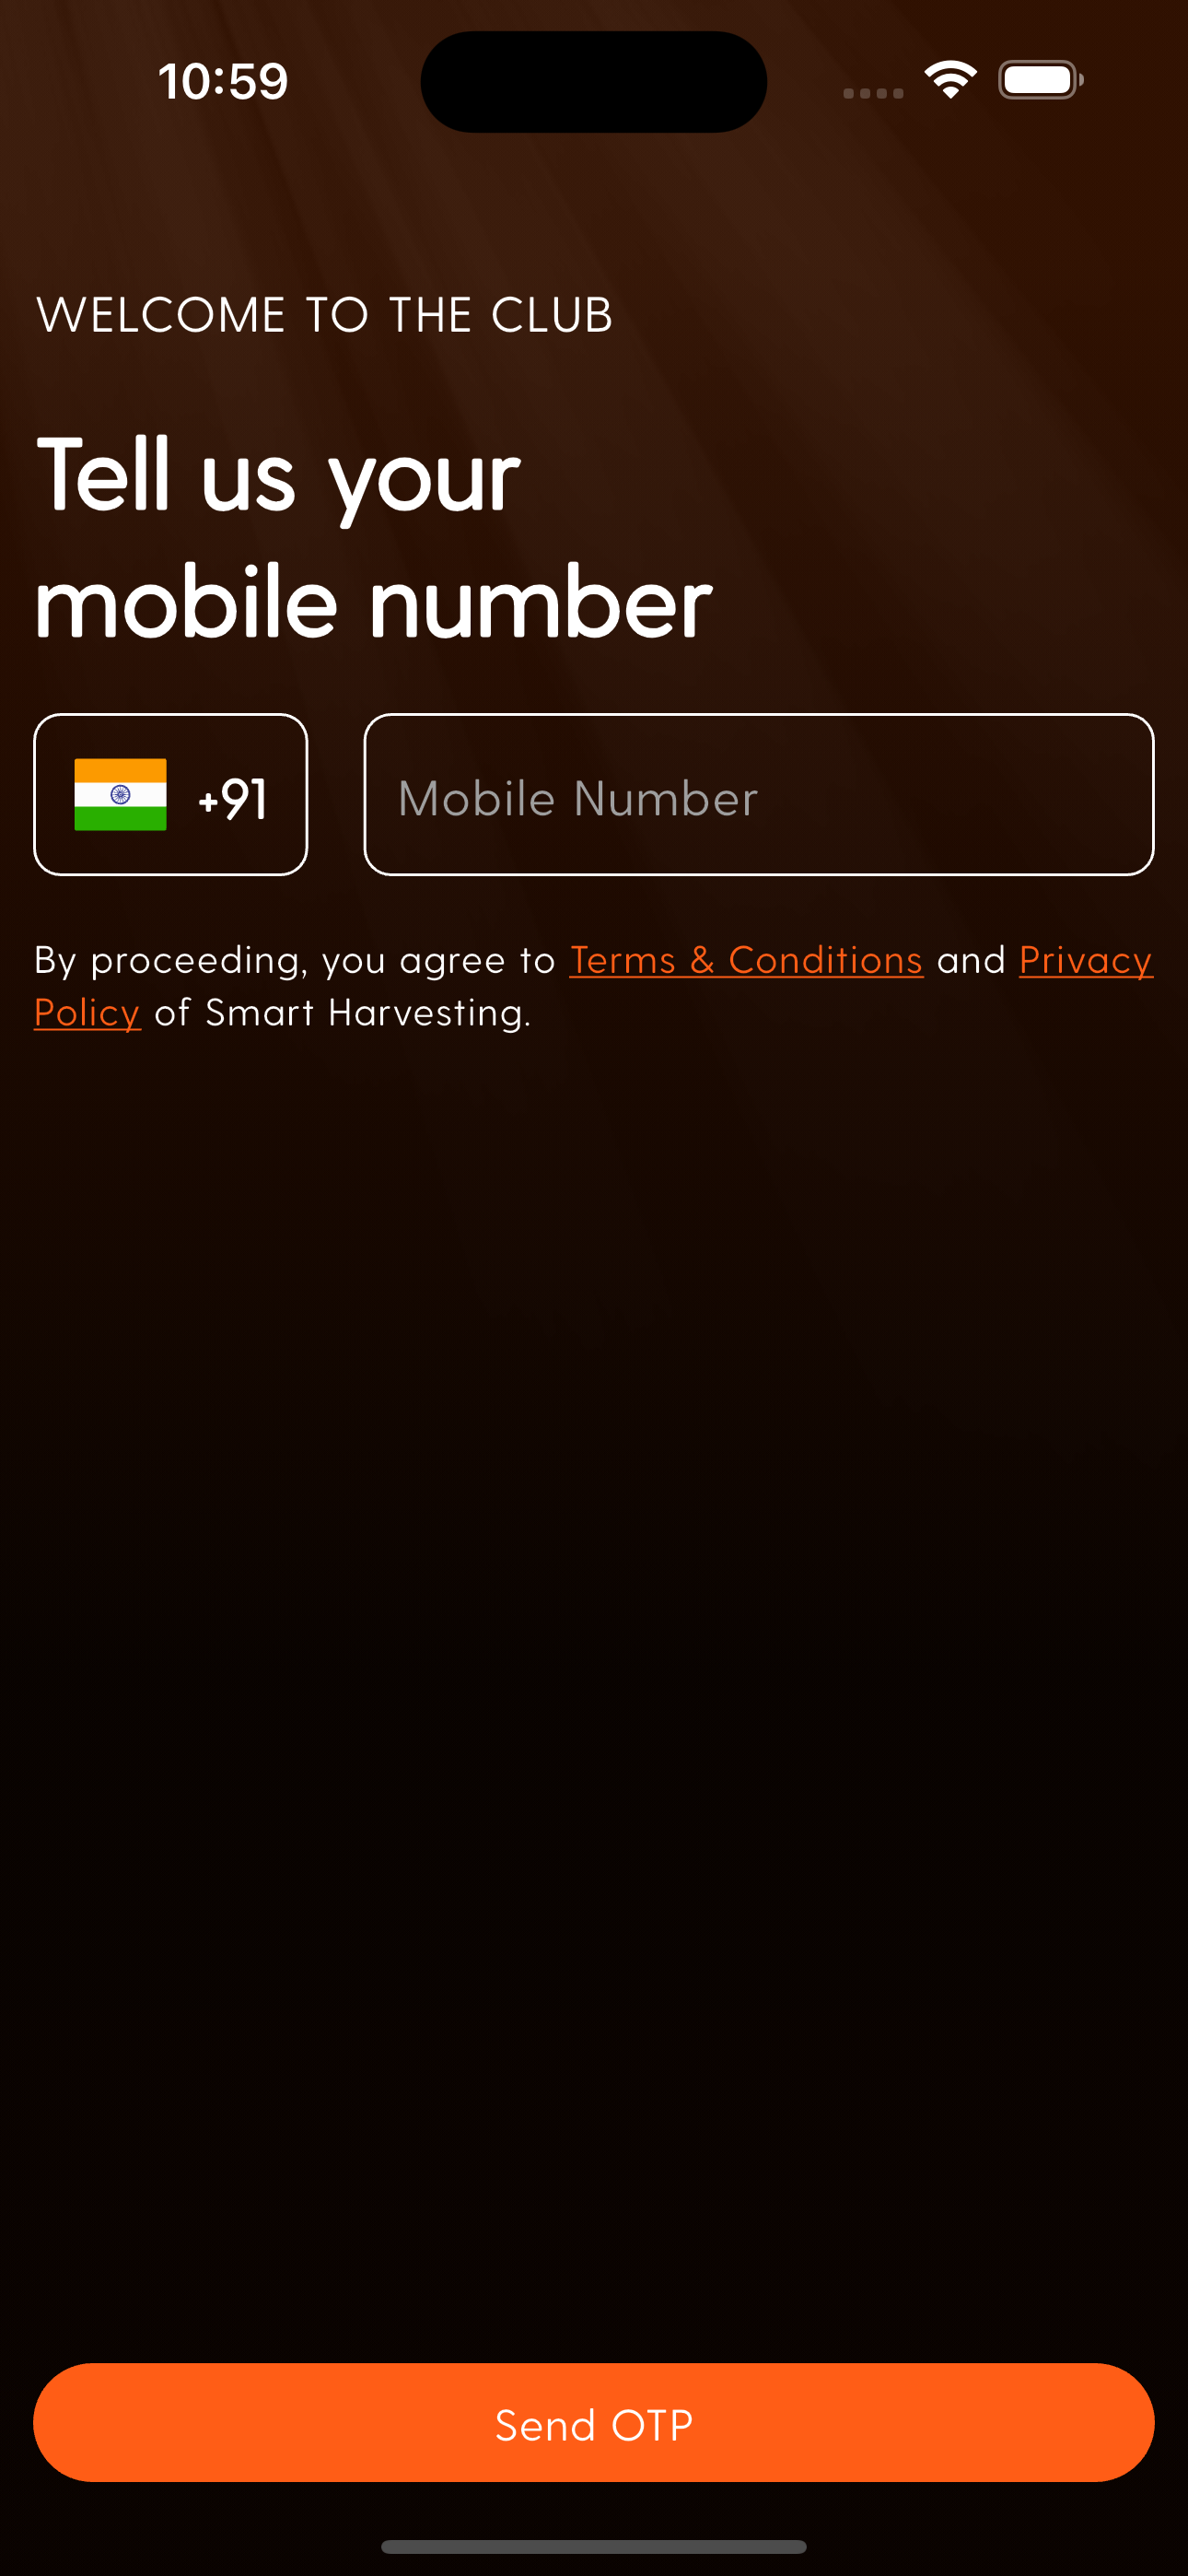 10:59
WELCOME TO THE CLUB
Tell us your
mobile number
+91
Mobile Number
By proceeding, you agree to Terms & Conditions and Privacy
Policy of Smart Harvesting.
Send OTP